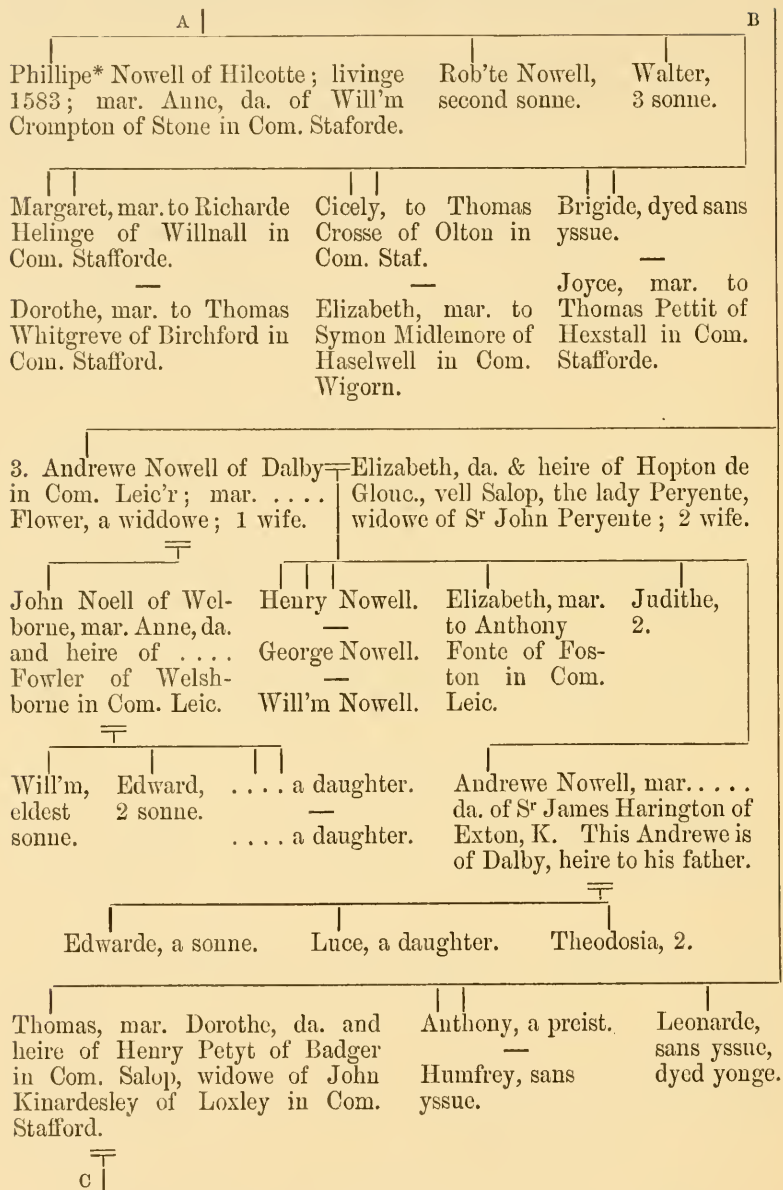 A B
Phillipe* Nowell of Hilcotte; livinge
1583; mar. Anne, da. of Will'm
Crompton of Stone in Com. Staforde.
Rob'te Nowell,
second sonne.
Walter,
3 sonne.
Margaret, mar. to Richarde
Helinge of Willnall in
Com. Stafforde.
—
Dorothe, mar. to Thomas
Whitgreve of Birchford in
Com. Stafford.
Cicely, to Thomas
Crosse of Olton in
Com. Staf.
—
Elizabeth, mar. to
Symon Midlemore of
Haselwell in Com.
Wigorn.
Brigide, dyed sans
yssue.
—
Joyce, mar. to
Thomas Pettit of
Hexstall in Com.
Stafforde.
3. Andrewe Nowell of Dalby
in Com. Leic'r; mar. . . . .
Flower, a widdowe; 1 wife.
Elizabeth, da. & heire of Hopton de
Glouc., vell Salop, the lady Peryente,
widowe of Sr John Peryente; 2 wife.
John Noell of Wel-
borne, mar. Anne, da.
and heire of . . . .
Fowler of Welsh-
borne in Com. Leic.
Henry Nowell.
—
George Nowell.
—
Will'm Nowell.
Elizabeth, mar.
to Anthony
Fonte of Fos-
ton in Com.
Leic.
Judithe,
2.
Will'm,
eldest
sonne.
Edward,
2 sonne.
. . . . a daughter.
—
. . . . a daughter.
Andrewe Nowell, mar. . . . .
da. of Sr James Harington of
Exton, K. This Andrewe is
of Dalby, heire to his father.
Edwarde, a sonne. Luce, a daughter. Theodosia, 2.
Thomas, mar. Dorothe, da. and
heire of Henry Petyt of Badger
in Com. Salop, widowe of John
Kinardesley of Loxley in Com.
Stafford.
Anthony, a preist.
—
Humfrey, sans
yssue.
Leonarde,
sans yssue,
dyed yonge.
C